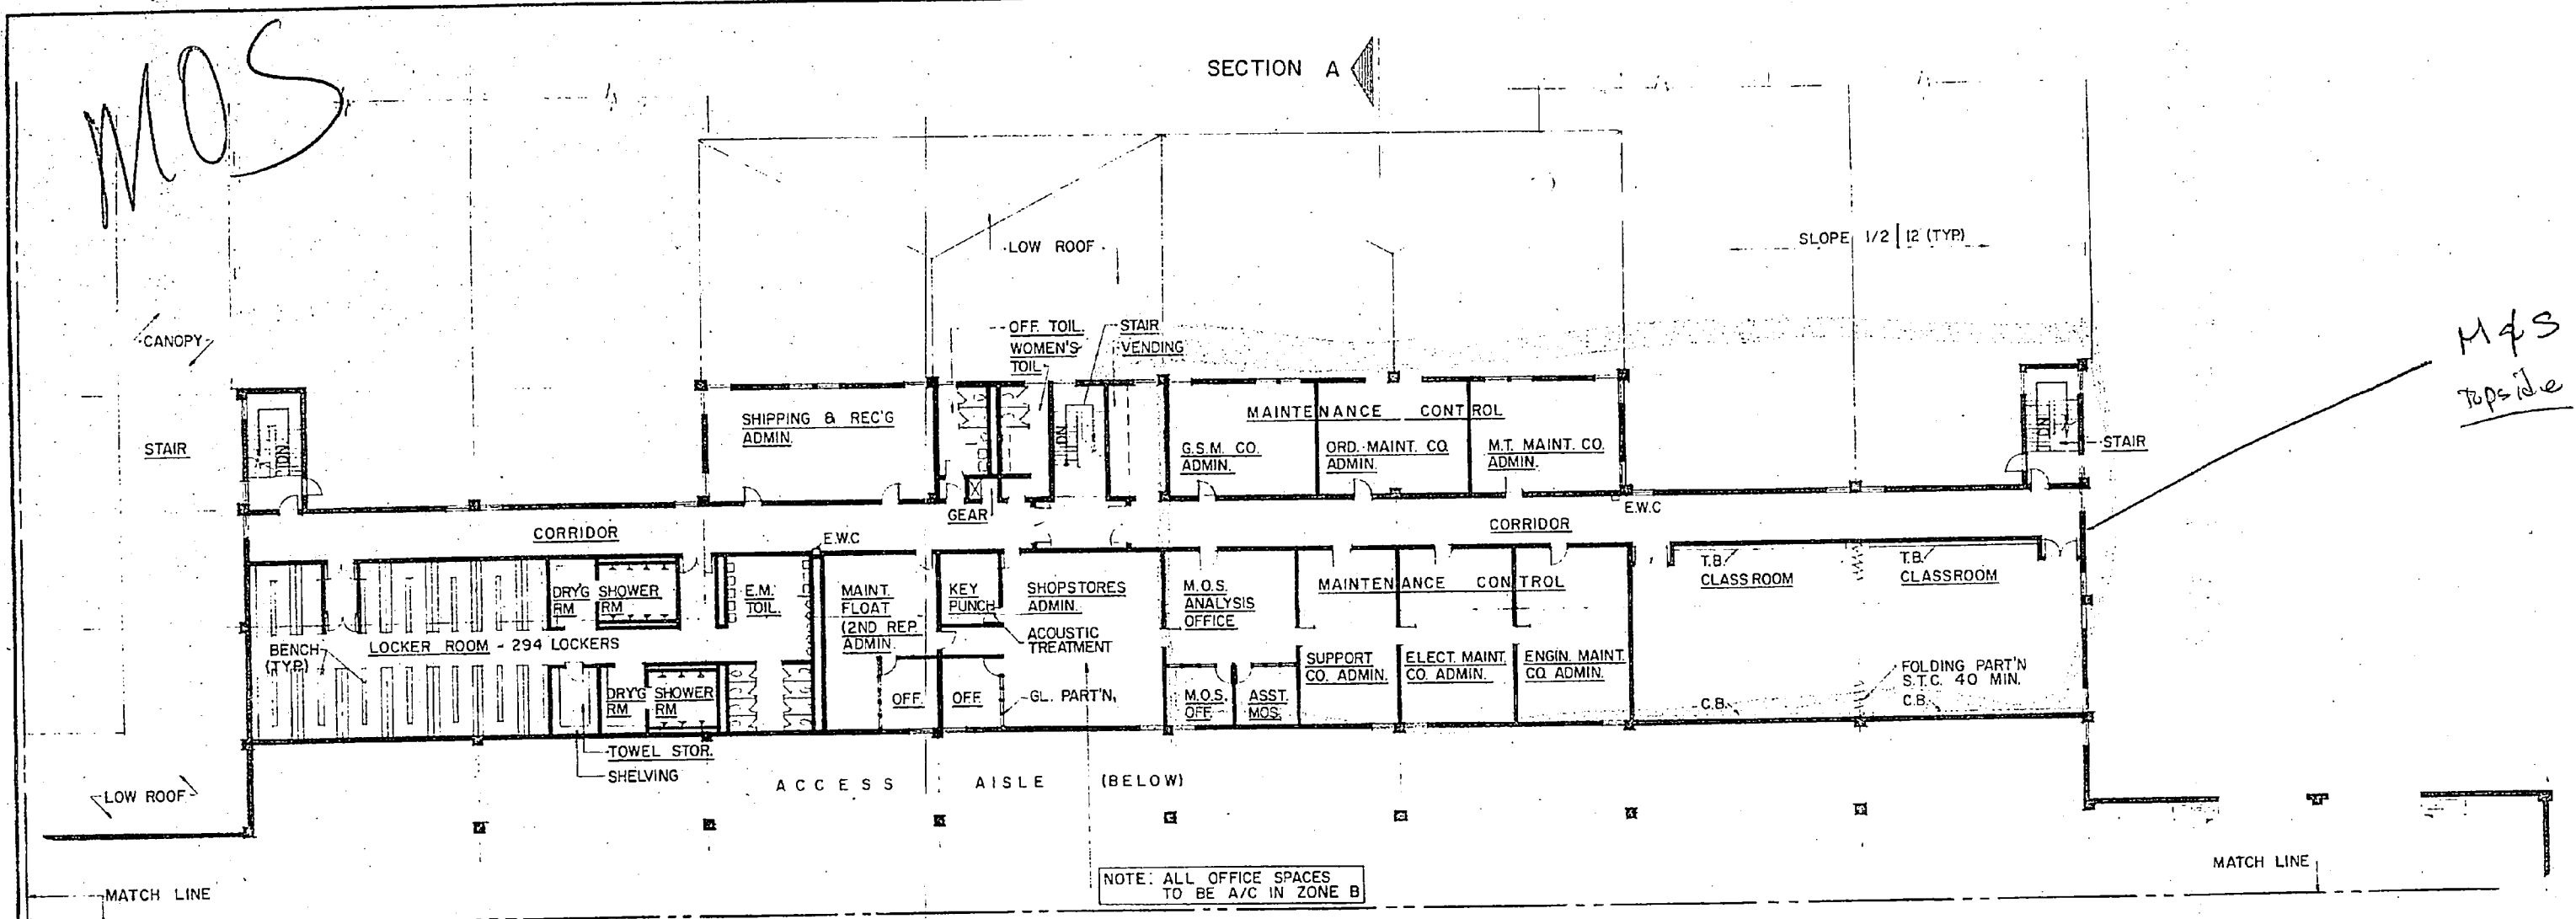 MOS
SECTION A
LOW ROOF
SLOPE 1/2 | 12 (TYP.)
CANOPY
OFF. TOIL.
WOMEN'S
TOIL.
STAIR
VENDING
M & S
Topside
STAIR
SHIPPING & REC'G
ADMIN.
DN
MAINTENANCE CONTROL
G.S.M. CO.
ADMIN.
ORD. MAINT. CO.
ADMIN.
M.T. MAINT. CO.
ADMIN.
DN
STAIR
DN
GEAR
E.W.C
CORRIDOR
E.W.C
CORRIDOR
DRY'G
RM
SHOWER
RM
E.M.
TOIL.
MAINT.
FLOAT
(2ND REP.
ADMIN.
KEY
PUNCH
SHOPSTORES
ADMIN.
ACOUSTIC
TREATMENT
M.O.S.
ANALYSIS
OFFICE
MAINTENANCE CONTROL
T.B.
CLASSROOM
T.B.
CLASSROOM
BENCH
(TYP.)
LOCKER ROOM - 294 LOCKERS
DRY'G
RM
SHOWER
RM
OFF.
OFF.
GL. PART'N.
M.O.S.
OFF.
ASST.
MOS.
SUPPORT
CO. ADMIN.
ELECT. MAINT.
CO. ADMIN.
ENGIN. MAINT.
CO. ADMIN.
FOLDING PART'N
S.T.C. 40 MIN.
C.B.
C.B.
TOWEL STOR.
SHELVING
LOW ROOF
ACCESS AISLE (BELOW)
NOTE: ALL OFFICE SPACES
TO BE A/C IN ZONE B
MATCH LINE
MATCH LINE